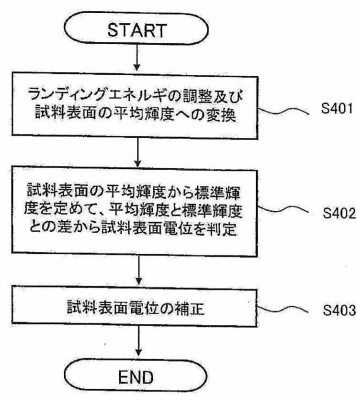 START
ランディングエネルギの調整及び
試料表面の平均輝度への変換
S401
試料表面の平均輝度から標準輝
度を定めて、平均輝度と標準輝度
との差から試料表面電位を判定
S402
試料表面電位の補正
S403
END